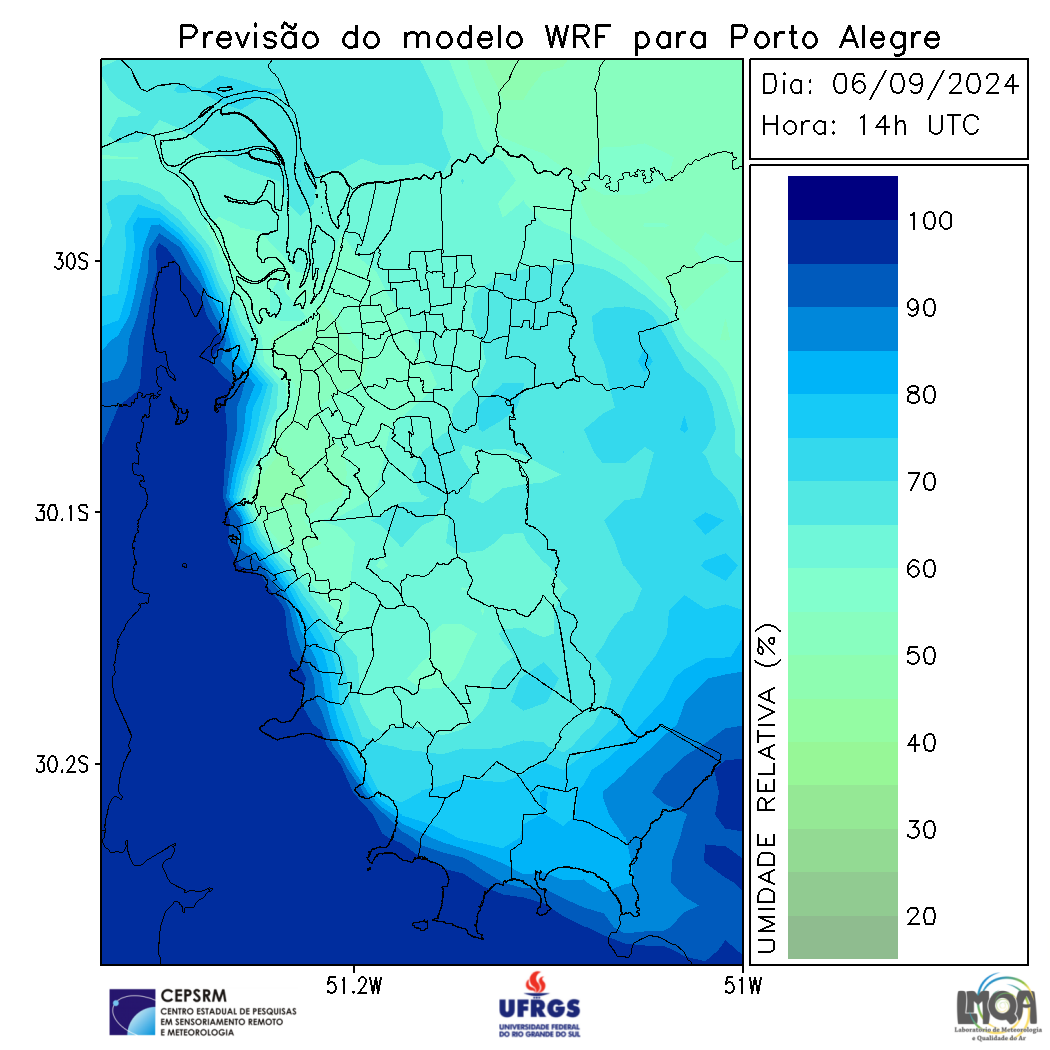 Previsão do modelo WRF para Porto Alegre
Dia: 06/09/2024
Hora: 14h UTC
30S
30.1S
30.2S
51.2W
51W
UMIDADE RELATIVA (%)
100
90
80
70
60
50
40
30
20
CEPSRM
CENTRO ESTADUAL DE PESQUISAS
EM SENSORIAMENTO REMOTO
E METEOROLOGIA
UFRGS
UNIVERSIDADE FEDERAL
DO RIO GRANDE DO SUL
LMQA
Laboratório de Meteorologia
e Qualidade do Ar